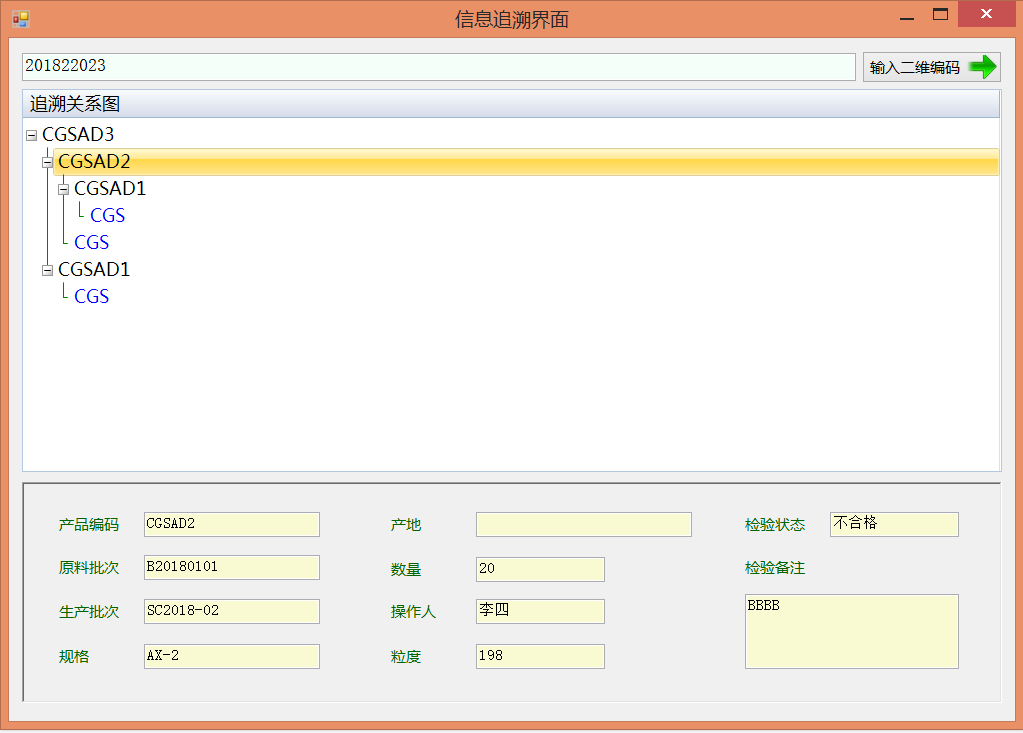 信息追溯界面
201822023
输入二维编码
追溯关系图
CGSAD3
CGSAD2
CGSAD1
CGS
CGS
CGSAD1
CGS
产品编码 CGSAD2 产地 检验状态 不合格
原料批次 B20180101 数量 20 检验备注
生产批次 SC2018-02 操作人 李四 BBBB
规格 AX-2 粒度 198